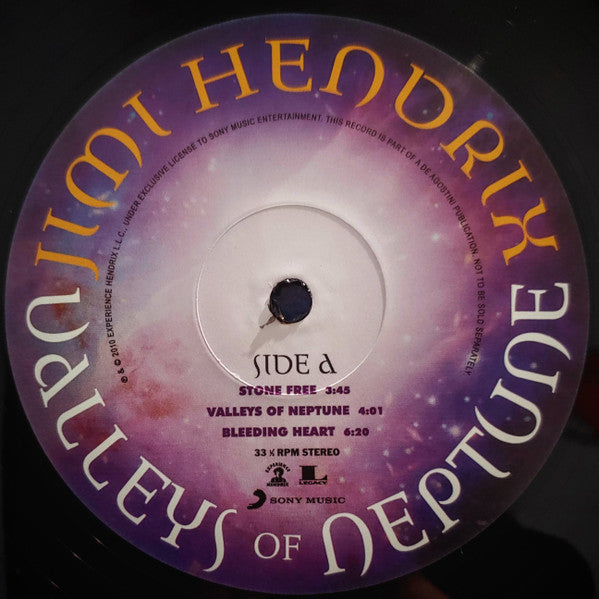 JIMI HENDRIX
℗ & © 2010 EXPERIENCE HENDRIX L.L.C., UNDER EXCLUSIVE LICENSE TO SONY MUSIC ENTERTAINMENT. THIS RECORD IS PART OF A DE AGOSTINI PUBLICATION. NOT TO BE SOLD SEPARATELY
SIDE A
STONE FREE 3:45
VALLEYS OF NEPTUNE 4:01
BLEEDING HEART 6:20
33 ⅓ RPM STEREO
EXPERIENCE HENDRIX
L LEGACY
SONY MUSIC
VALLEYS OF NEPTUNE